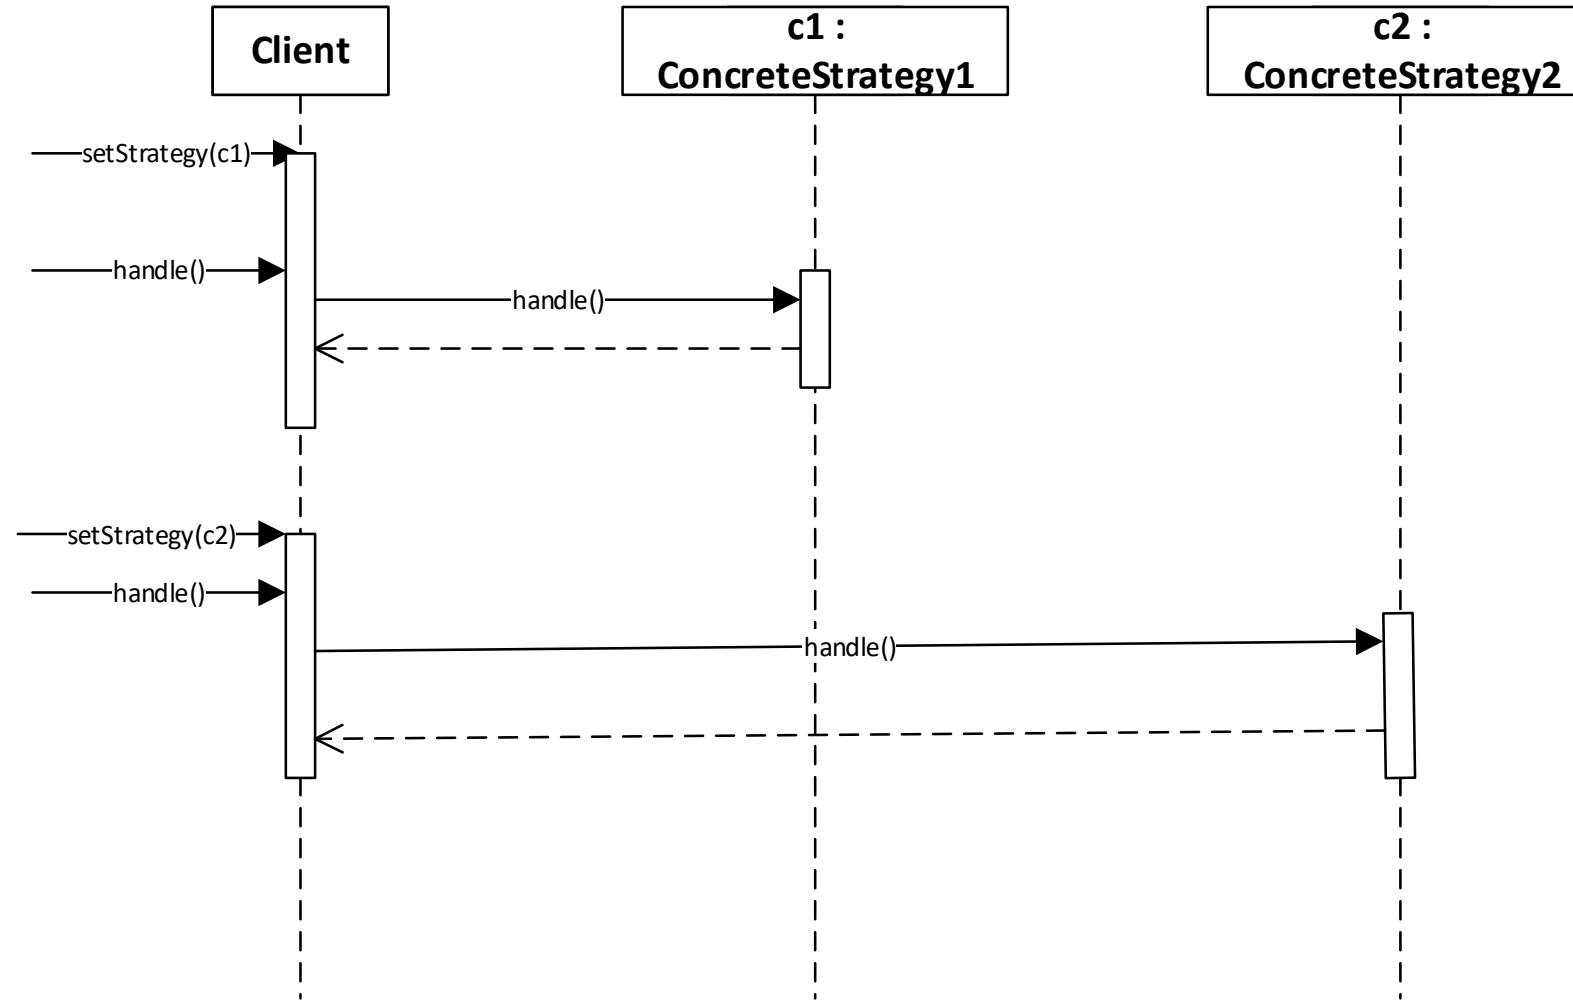 Client
c1 :
ConcreteStrategy1
c2 :
ConcreteStrategy2
setStrategy(c1)
handle()
handle()
setStrategy(c2)
handle()
handle()